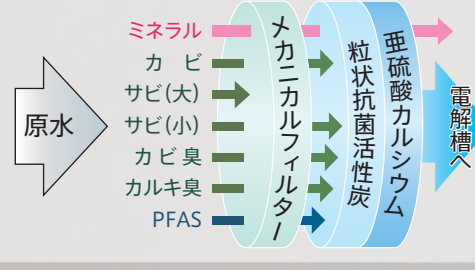 原水
ミネラル
カビ
サビ(大)
サビ(小)
カビ臭
カルキ臭
PFAS
メカニカルフィルター
粒状抗菌活性炭
亜硫酸カルシウム
電解槽へ